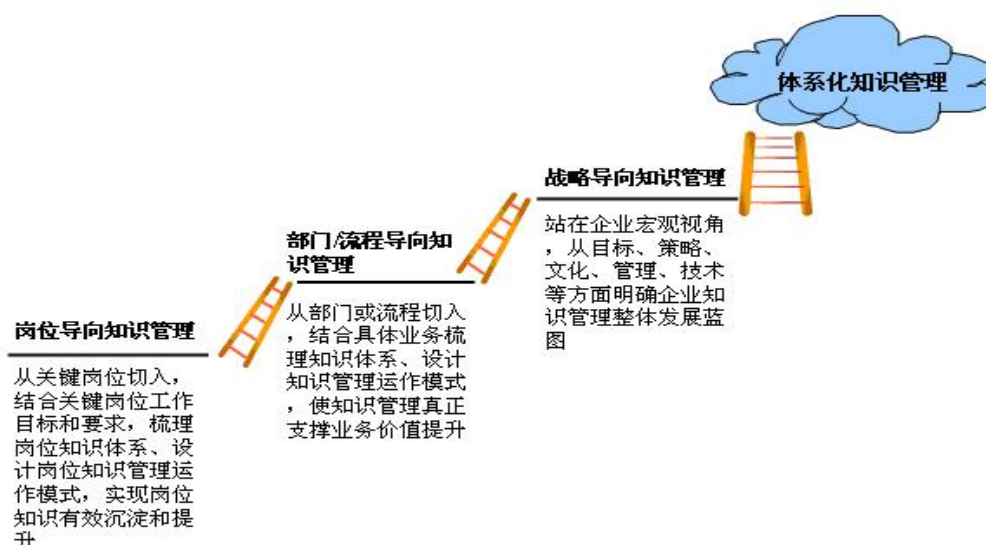 体系化知识管理
战略导向知识管理
站在企业宏观视角
，从目标、策略、
文化、管理、技术
等方面明确企业知
识管理整体发展蓝
图
部门/流程导向知
识管理
从部门或流程切入
，结合具体业务梳
理知识体系、设计
知识管理运作模式
，使知识管理真正
支撑业务价值提升
岗位导向知识管理
从关键岗位切入，
结合关键岗位工作
目标和要求，梳理
岗位知识体系、设
计岗位知识管理运
作模式，实现岗位
知识有效沉淀和提
升